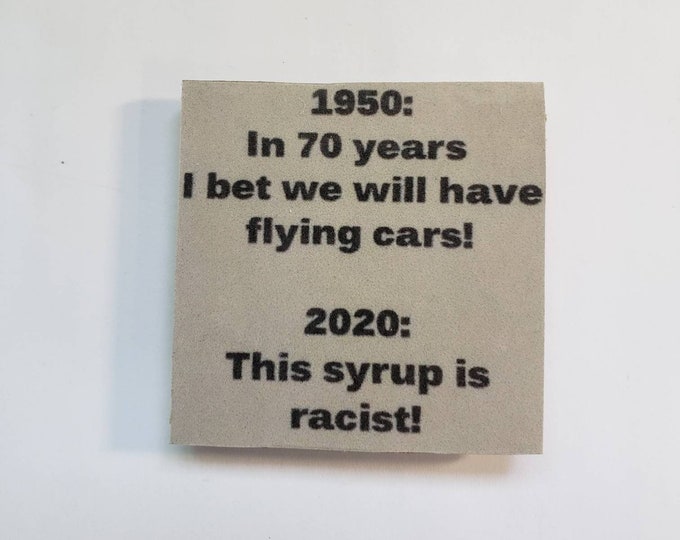 1950:
In 70 years
I bet we will have
flying cars!
2020:
This syrup is
racist!